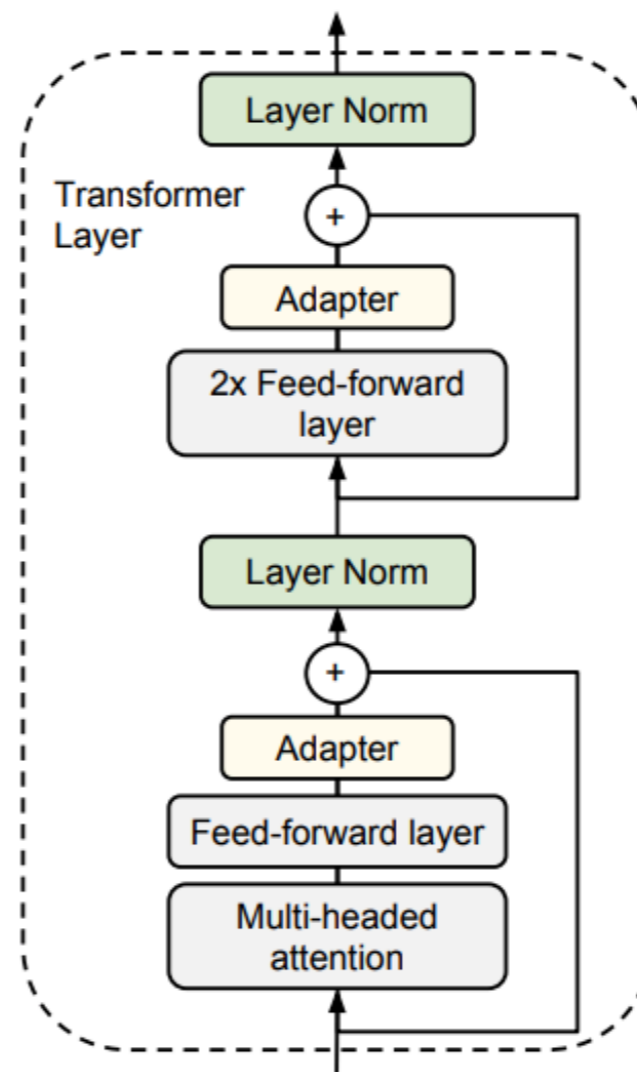 Layer Norm
Transformer
Layer
+
Adapter
2x Feed-forward
layer
Layer Norm
+
Adapter
Feed-forward layer
Multi-headed
attention